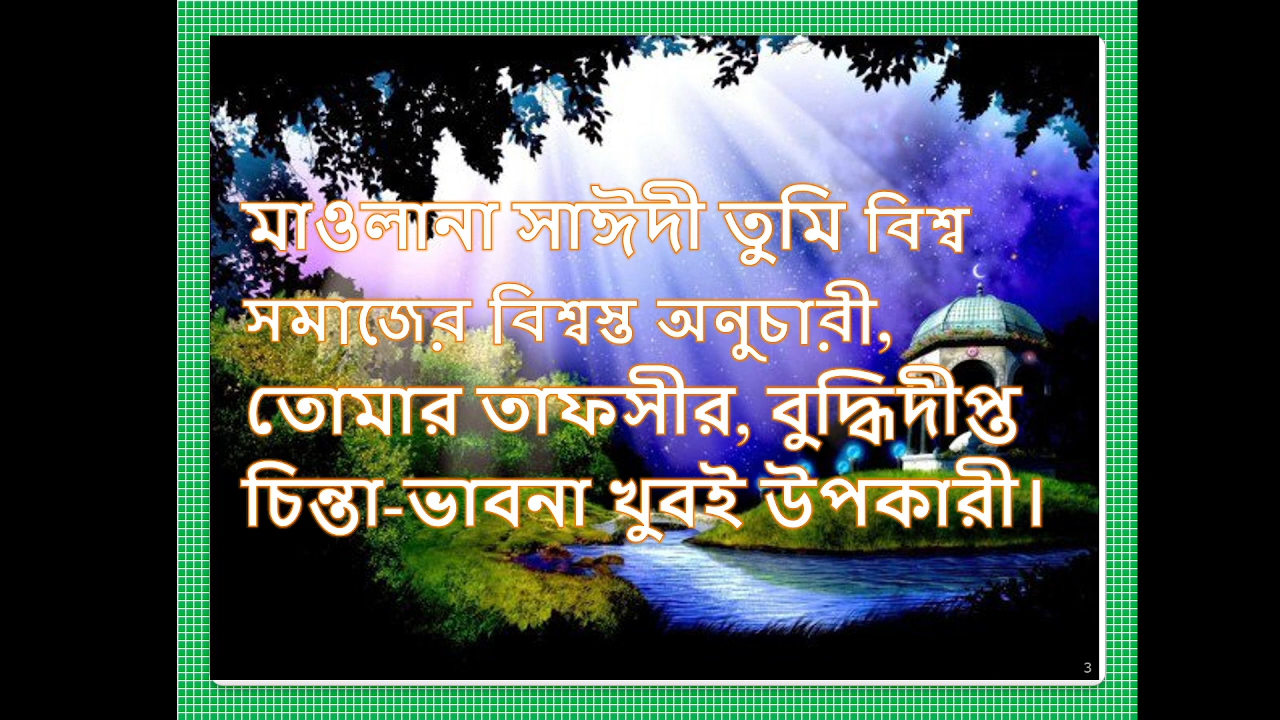 মাওলানা সাঈদী তুমি বিশ্ব
সমাজের বিশ্বস্ত অনুচারী,
তোমার তাফসীর, বুদ্ধিদীপ্ত
চিন্তা-ভাবনা খুবই উপকারী।
3